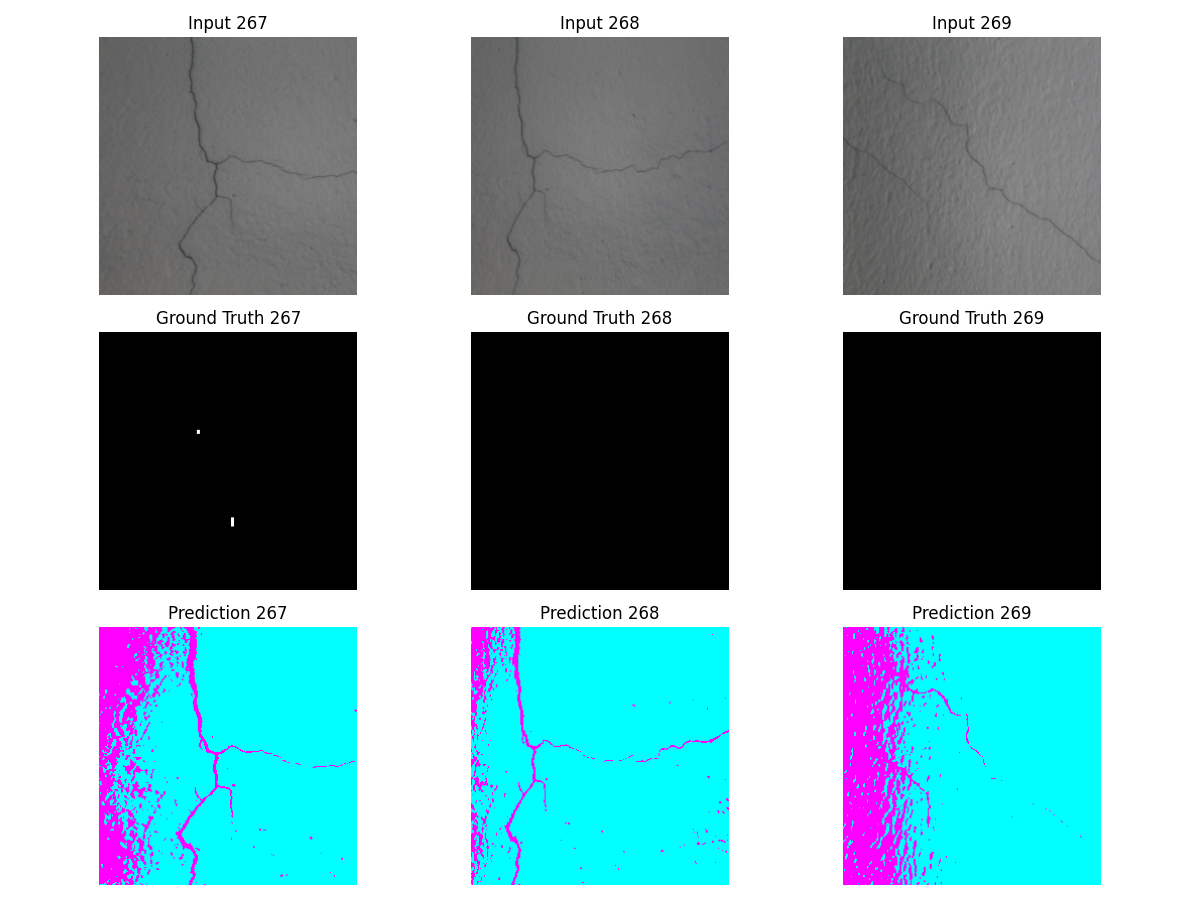 Input 267
Input 268
Input 269
Ground Truth 267
Ground Truth 268
Ground Truth 269
Prediction 267
Prediction 268
Prediction 269